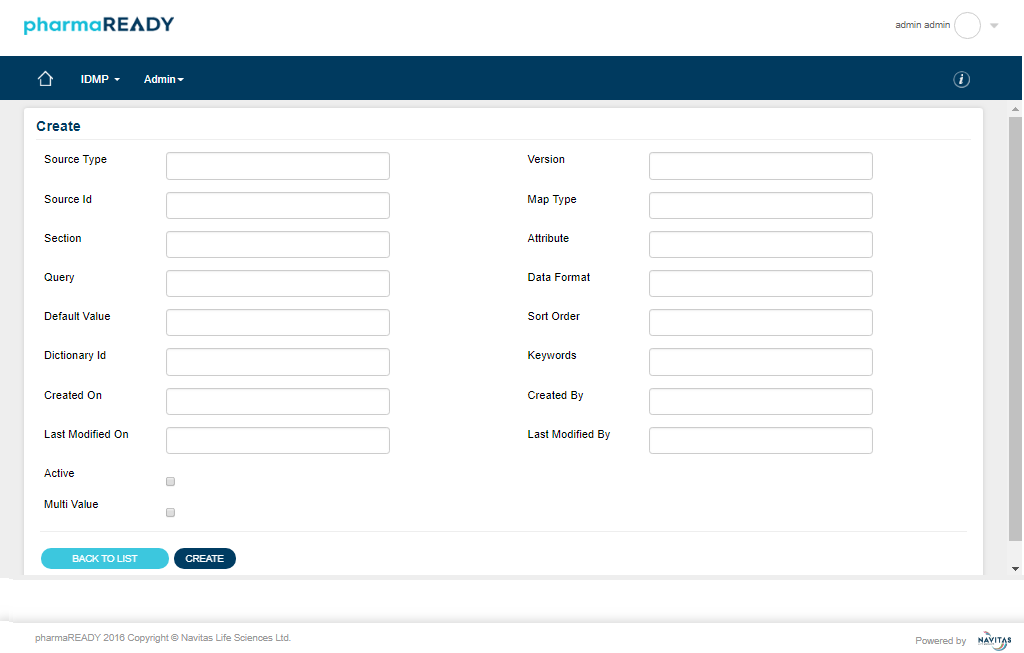 pharmaREADY
admin admin
IDMP Admin
Create
Source Type Version
Source Id Map Type
Section Attribute
Query Data Format
Default Value Sort Order
Dictionary Id Keywords
Created On Created By
Last Modified On Last Modified By
Active
Multi Value
BACK TO LIST CREATE
pharmaREADY 2016 Copyright © Navitas Life Sciences Ltd.
Powered by NAVITAS